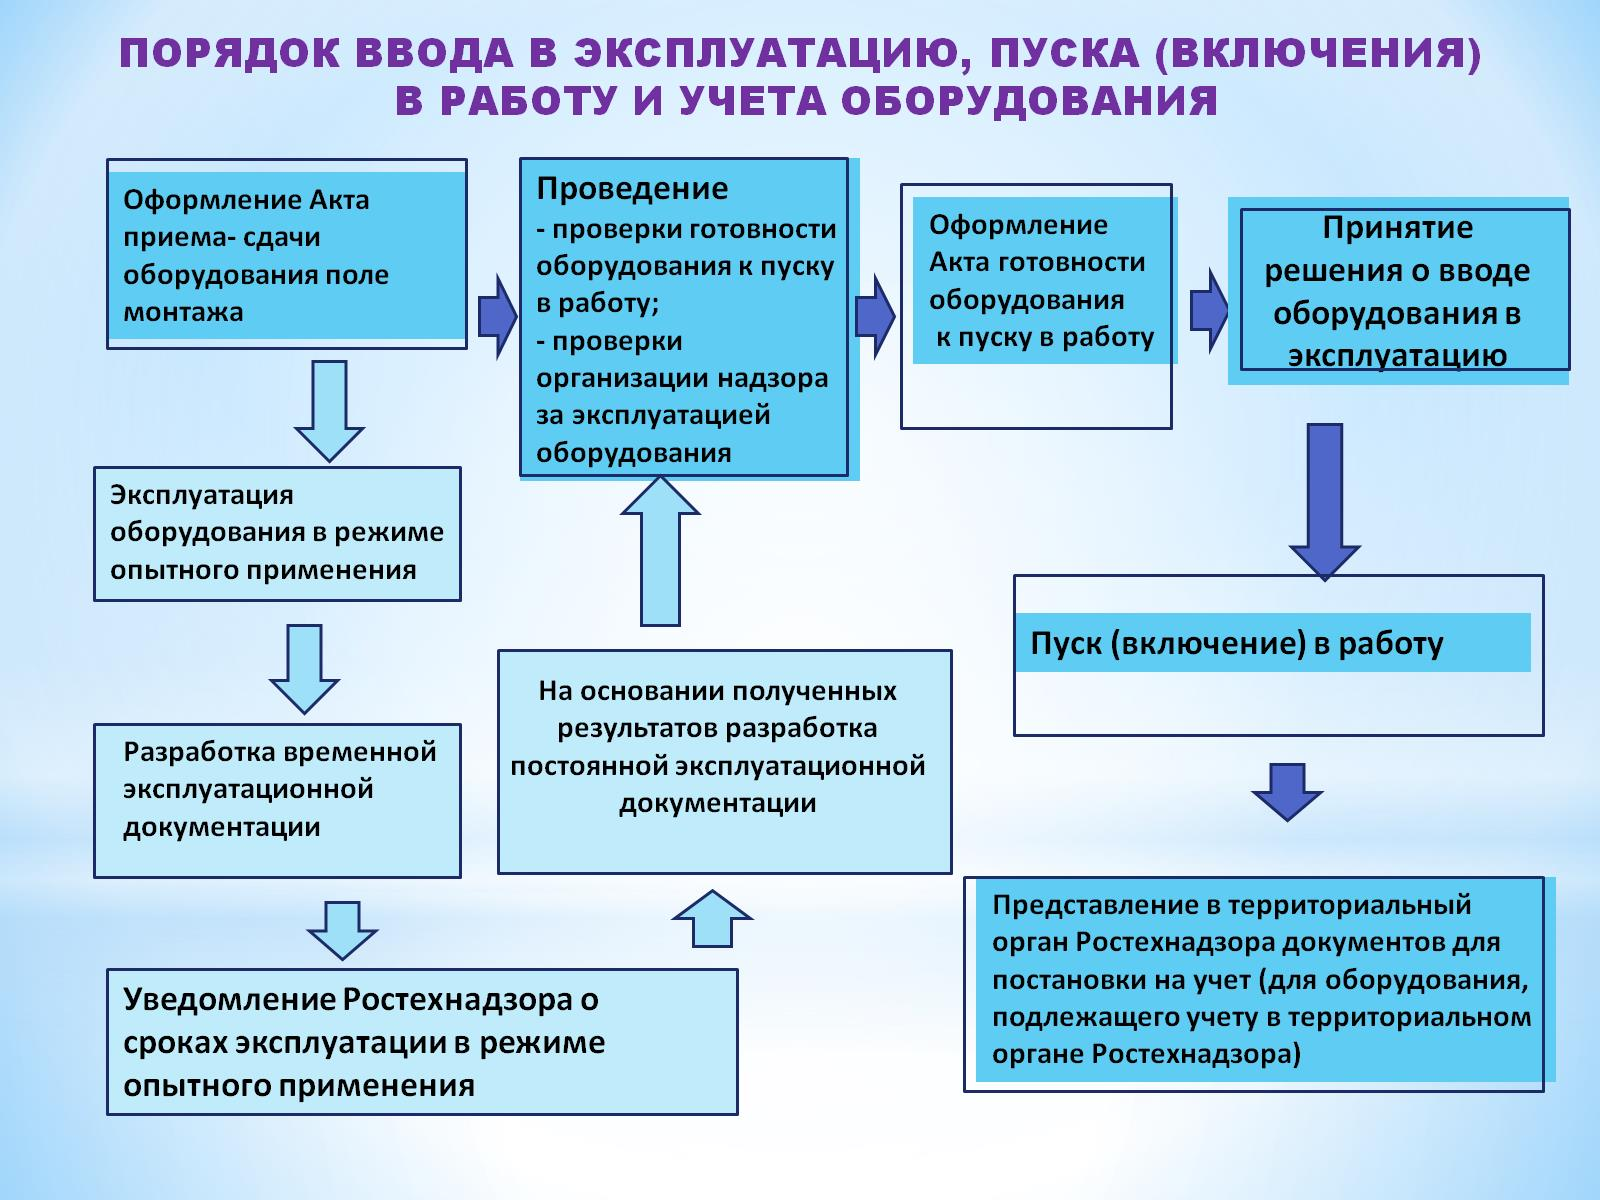 ПОРЯДОК ВВОДА В ЭКСПЛУАТАЦИЮ, ПУСКА (ВКЛЮЧЕНИЯ)
В РАБОТУ И УЧЕТА ОБОРУДОВАНИЯ
Оформление Акта
приема- сдачи
оборудования поле
монтажа
Проведение
- проверки готовности
оборудования к пуску
в работу;
- проверки
организации надзора
за эксплуатацией
оборудования
Оформление
Акта готовности
оборудования
к пуску в работу
Принятие
решения о вводе
оборудования в
эксплуатацию
Эксплуатация
оборудования в режиме
опытного применения
Разработка временной
эксплуатационной
документации
Уведомление Ростехнадзора о
сроках эксплуатации в режиме
опытного применения
На основании полученных
результатов разработка
постоянной эксплуатационной
документации
Пуск (включение) в работу
Представление в территориальный
орган Ростехнадзора документов для
постановки на учет (для оборудования,
подлежащего учету в территориальном
органе Ростехнадзора)